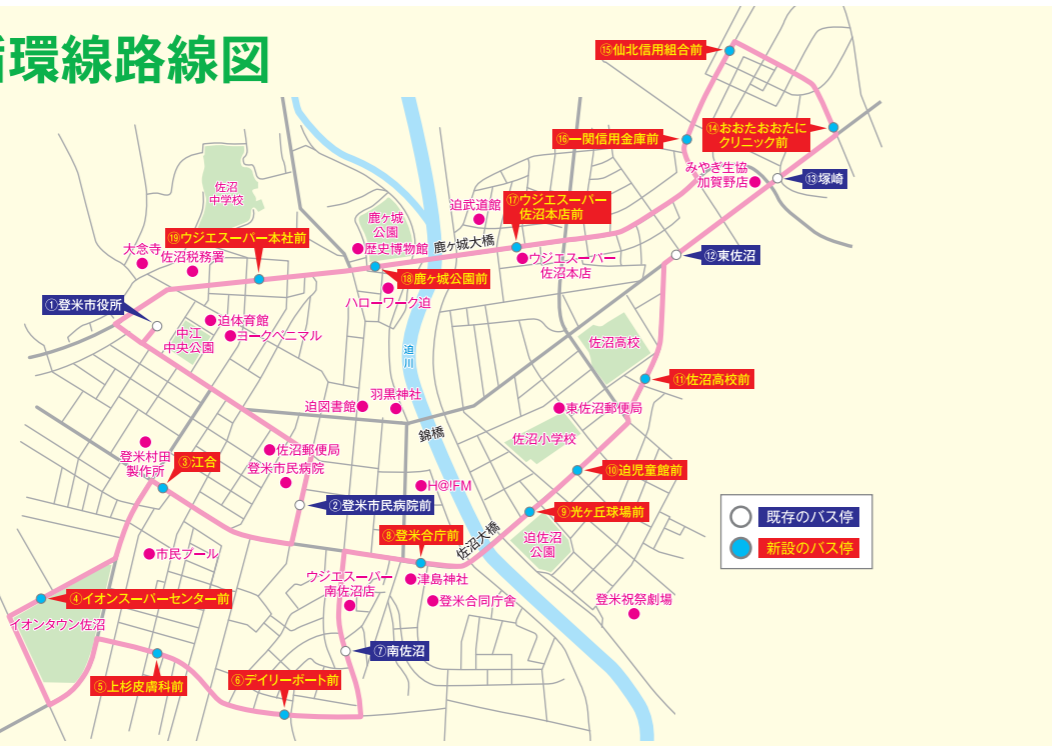 環線路線図
⑮仙北信用組合前
⑯一関信用金庫前
⑭おおたおおたに
クリニック前
みやぎ生協
加賀野店
⑬塚崎
佐沼
中学校
鹿ヶ城
公園
迫武道館
⑰ウジエスーパー
佐沼本店前
⑲ウジエスーパー本社前
大念寺
佐沼税務署
歴史博物館
鹿ヶ城大橋
ウジエスーパー
佐沼本店
⑫東佐沼
⑱鹿ヶ城公園前
ハローワーク迫
①登米市役所
迫体育館
ヨークベニマル
中江
中央公園
迫川
佐沼高校
⑪佐沼高校前
羽黒神社
迫図書館
東佐沼郵便局
錦橋
佐沼小学校
登米村田
製作所
③江合
佐沼郵便局
登米市民病院
⑩迫児童館前
H@!FM
②登米市民病院前
⑨光ヶ丘球場前
既存のバス停
新設のバス停
⑧登米合庁前
佐沼大橋
迫佐沼
公園
市民プール
ウジエスーパー
南佐沼店
津島神社
登米合同庁舎
登米祝祭劇場
④イオンスーパーセンター前
イオンタウン佐沼
⑦南佐沼
⑤上杉皮膚科前
⑥デイリーポート前